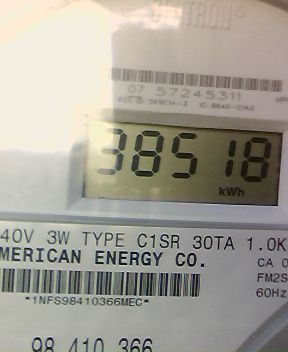 07 57245311
38518
kWh
40V 3W TYPE C1SR 30TA 1.0K
MERICAN ENERGY CO.
CA 0
FM2S
60Hz
*1NFS98410366MEC*
98 410 366